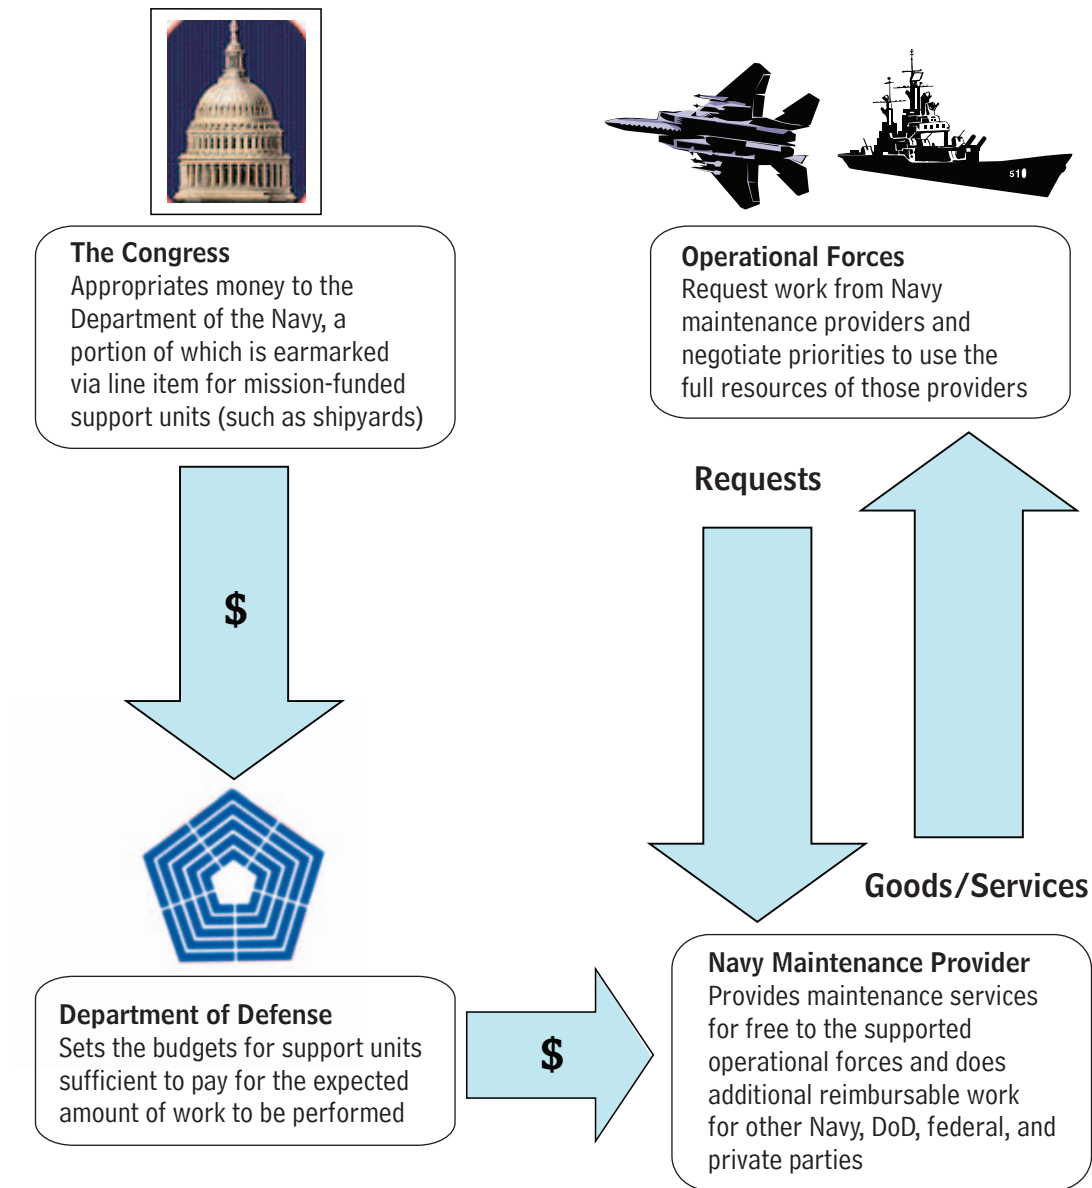 The Congress
Appropriates money to the
Department of the Navy, a
portion of which is earmarked
via line item for mission-funded
support units (such as shipyards)
$
Department of Defense
Sets the budgets for support units
sufficient to pay for the expected
amount of work to be performed
$
510
Operational Forces
Request work from Navy
maintenance providers and
negotiate priorities to use the
full resources of those providers
Requests
Goods/Services
Navy Maintenance Provider
Provides maintenance services
for free to the supported
operational forces and does
additional reimbursable work
for other Navy, DoD, federal, and
private parties